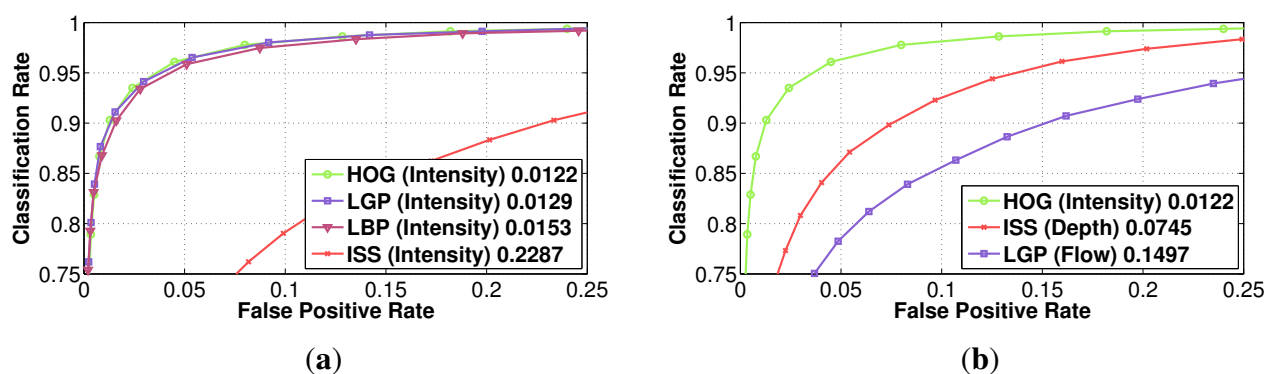 1
0.95
0.9
0.85
0.8
0.75
Classification Rate
0 0.05 0.1 0.15 0.2 0.25
False Positive Rate
HOG (Intensity) 0.0122
LGP (Intensity) 0.0129
LBP (Intensity) 0.0153
ISS (Intensity) 0.2287
(a)
1
0.95
0.9
0.85
0.8
0.75
Classification Rate
0 0.05 0.1 0.15 0.2 0.25
False Positive Rate
HOG (Intensity) 0.0122
ISS (Depth) 0.0745
LGP (Flow) 0.1497
(b)